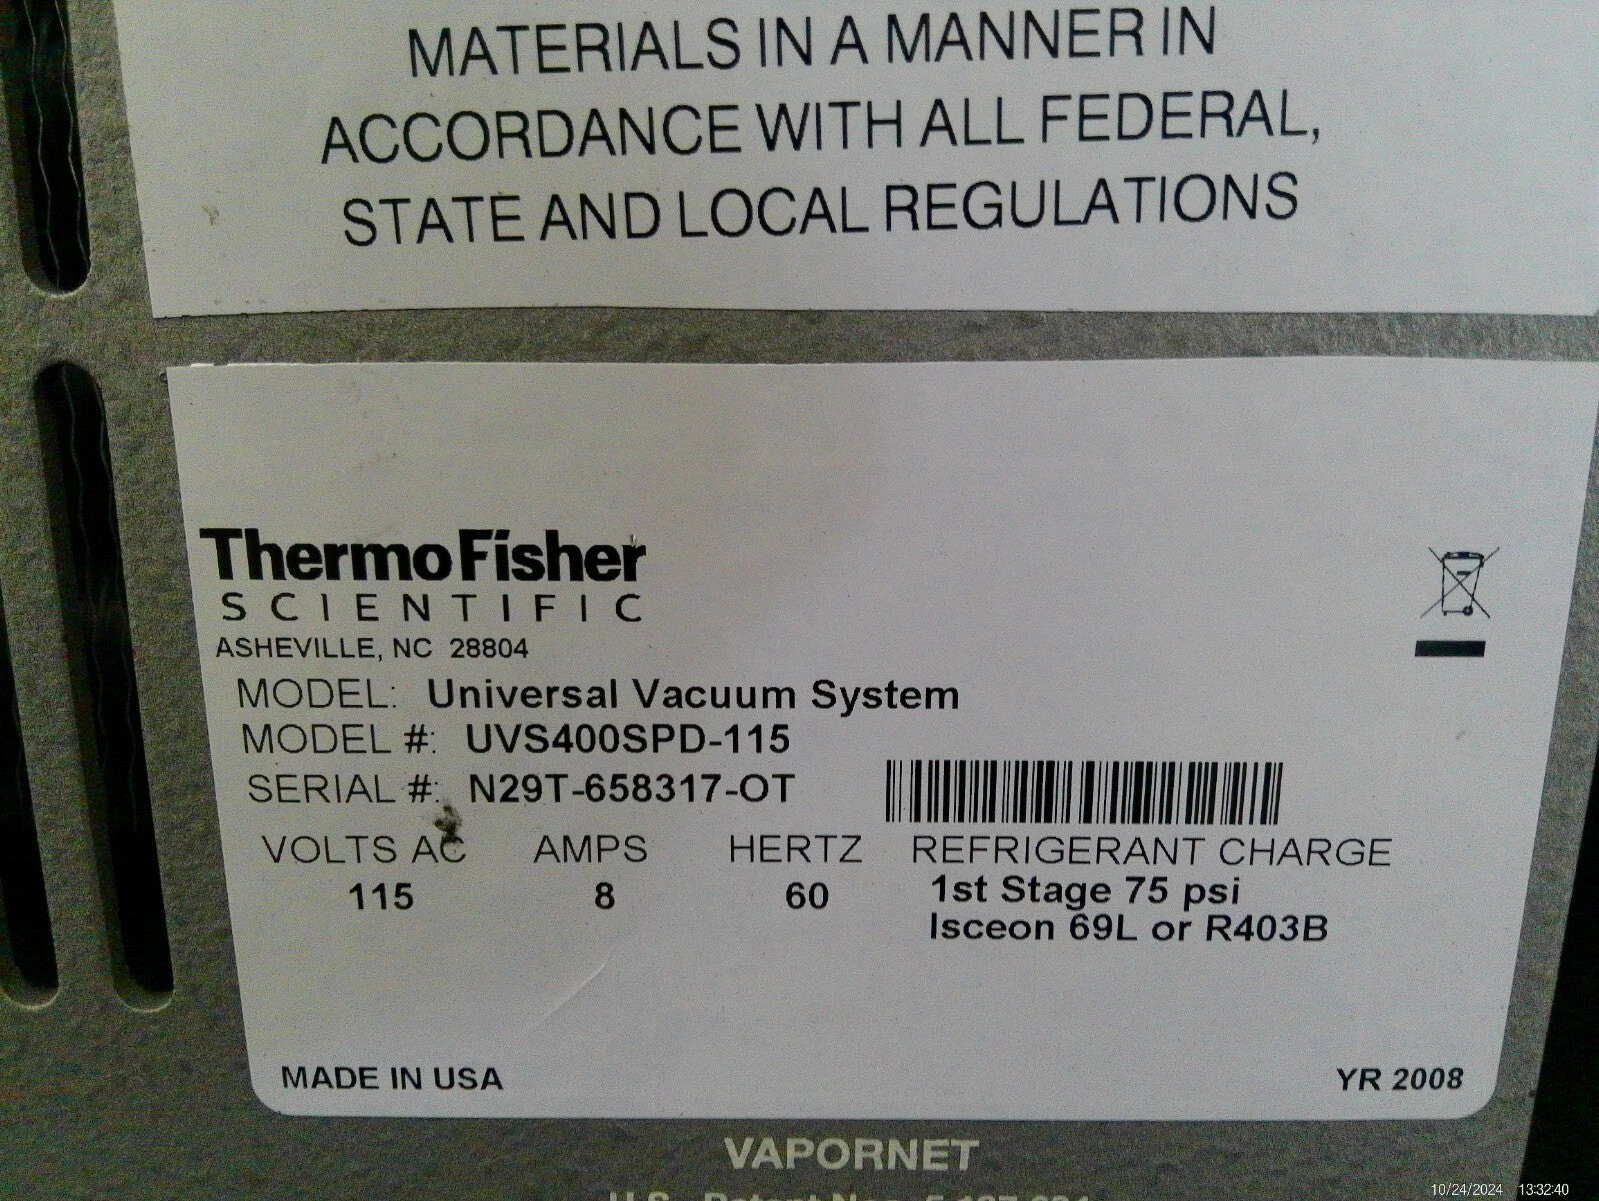 MATERIALS IN A MANNER IN
ACCORDANCE WITH ALL FEDERAL,
STATE AND LOCAL REGULATIONS
ThermoFisher
SCIENTIFIC
ASHEVILLE, NC 28804
MODEL: Universal Vacuum System
MODEL #: UVS400SPD-115
SERIAL #: N29T-658317-OT
VOLTS AC AMPS HERTZ REFRIGERANT CHARGE
115 8 60 1st Stage 75 psi
Isceon 69L or R403B
MADE IN USA YR 2008
VAPORNET
U.S. Patent
10/24/2024 13:32:40